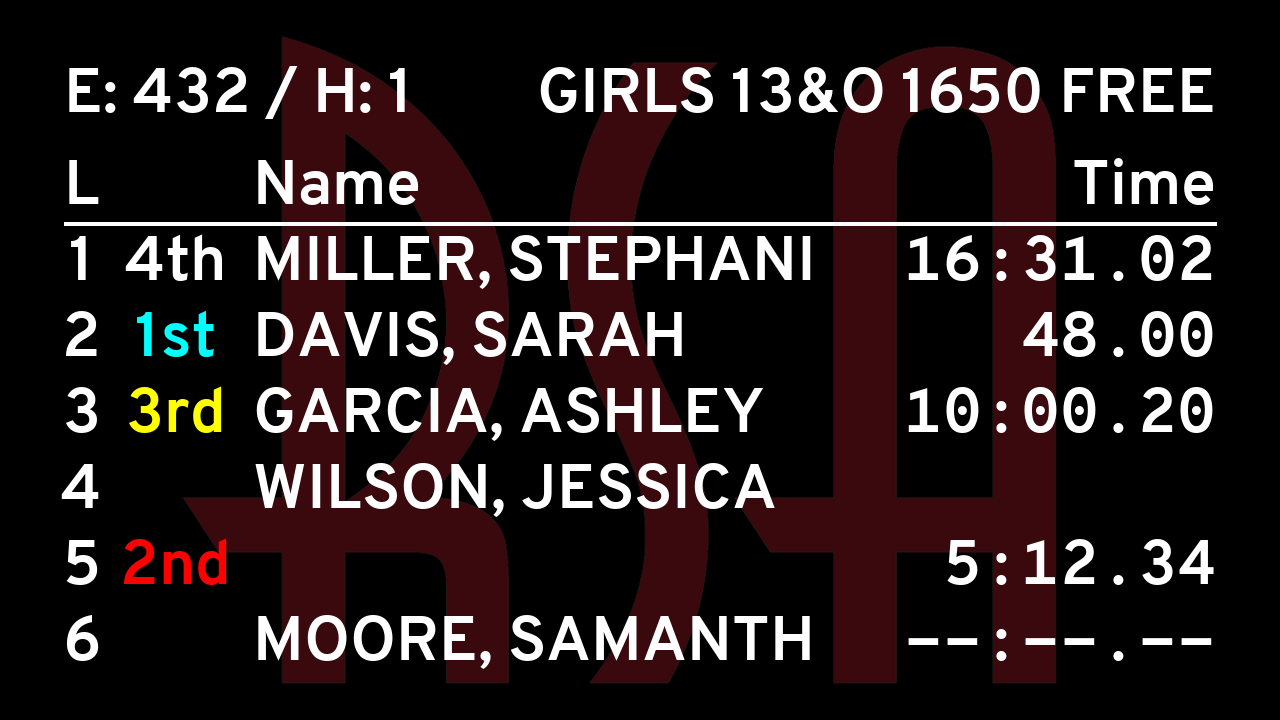 E: 432 / H: 1 GIRLS 13&O 1650 FREE
L Name Time
1 4th MILLER, STEPHANI 16:31.02
2 1st DAVIS, SARAH 48.00
3 3rd GARCIA, ASHLEY 10:00.20
4 WILSON, JESSICA
5 2nd 5:12.34
6 MOORE, SAMANTH --:--.--
RSA